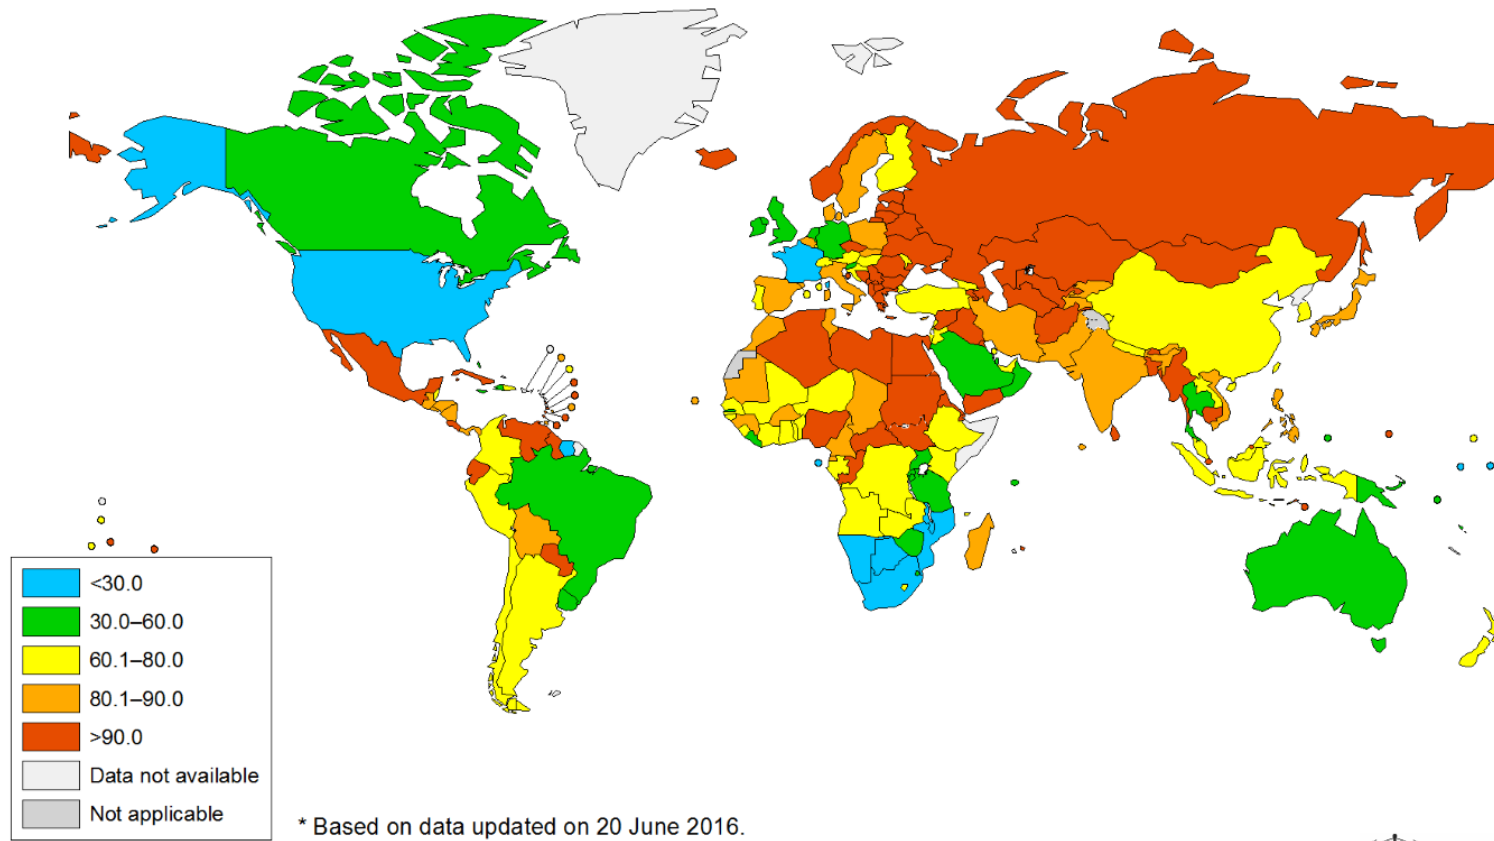 <30.0
30.0–60.0
60.1–80.0
80.1–90.0
>90.0
Data not available
Not applicable
* Based on data updated on 20 June 2016.